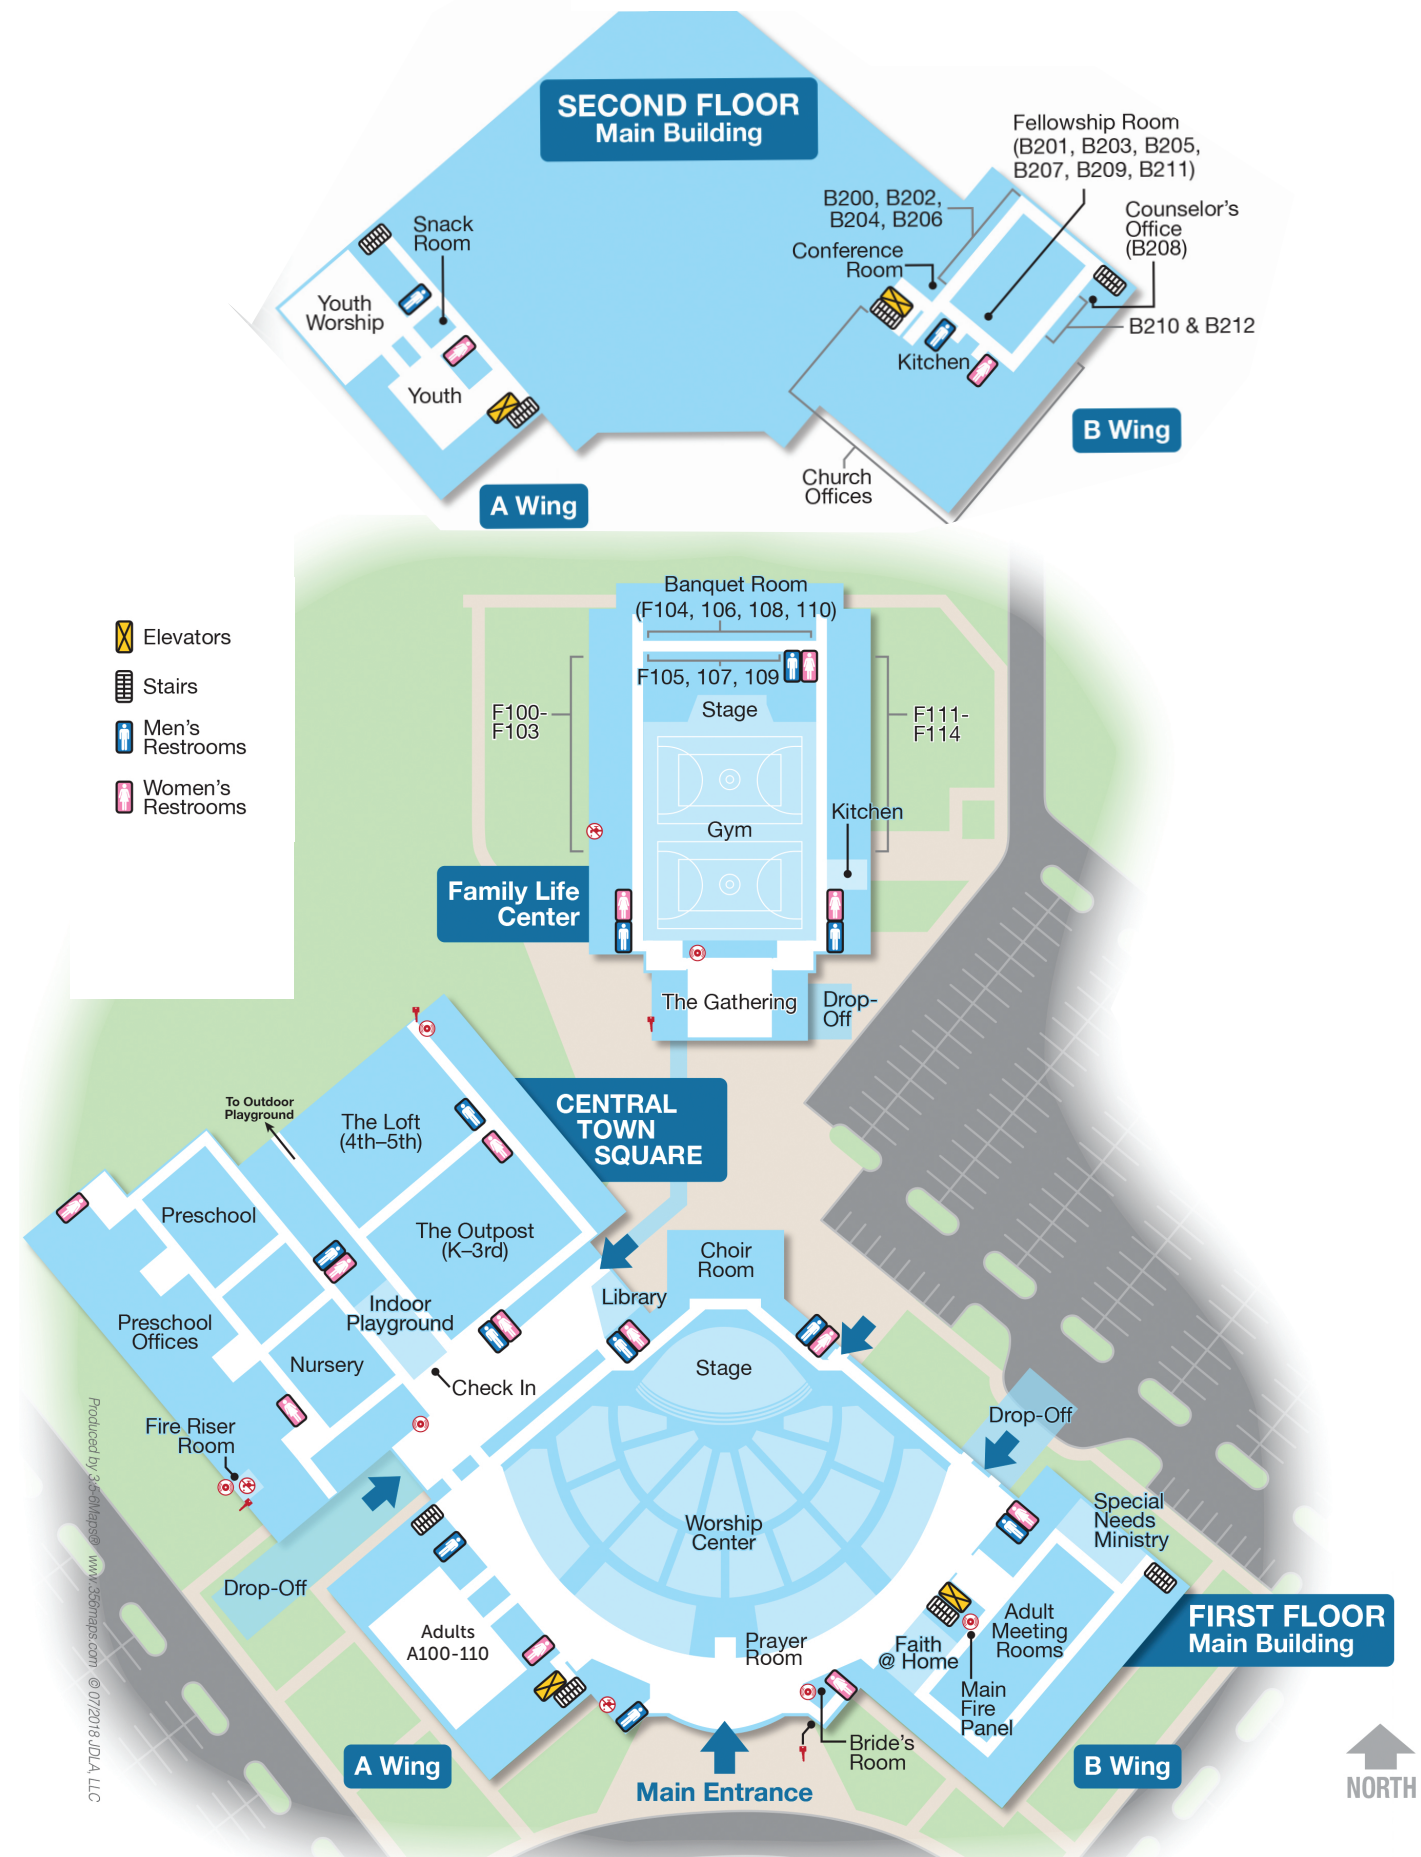 SECOND FLOOR
Main Building
Fellowship Room
(B201, B203, B205,
B207, B209, B211)
B200, B202,
B204, B206
Counselor's
Office
(B208)
Conference
Room
B210 & B212
Kitchen
Snack
Room
Youth
Worship
Youth
B Wing
Church
Offices
A Wing
Elevators
Stairs
Men's
Restrooms
Women's
Restrooms
Banquet Room
(F104, 106, 108, 110)
F105, 107, 109
Stage
F100-
F103
F111-
F114
Kitchen
Gym
Family Life
Center
The Gathering
Drop-
Off
CENTRAL
TOWN
SQUARE
To Outdoor
Playground
The Loft
(4th–5th)
Preschool
The Outpost
(K–3rd)
Choir
Room
Library
Indoor
Playground
Preschool
Offices
Nursery
Check In
Stage
Fire Riser
Room
Drop-Off
Worship
Center
Special
Needs
Ministry
Drop-Off
Adults
A100-110
Prayer
Room
Faith
@ Home
Adult
Meeting
Rooms
FIRST FLOOR
Main Building
Main
Fire
Panel
Bride's
Room
A Wing
Main Entrance
B Wing
NORTH
Produced by 3:5-6Maps® www.356maps.com © 07/2018 JDLA, LLC